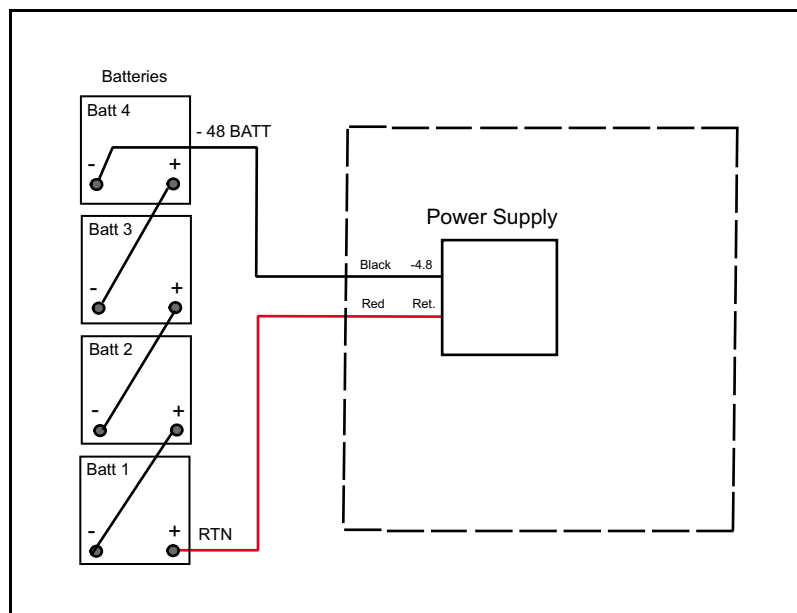 Batteries
Batt 4
- 48 BATT
- +
Batt 3
- +
Batt 2
- +
Batt 1
- +
RTN
Power Supply
Black -4.8
Red Ret.